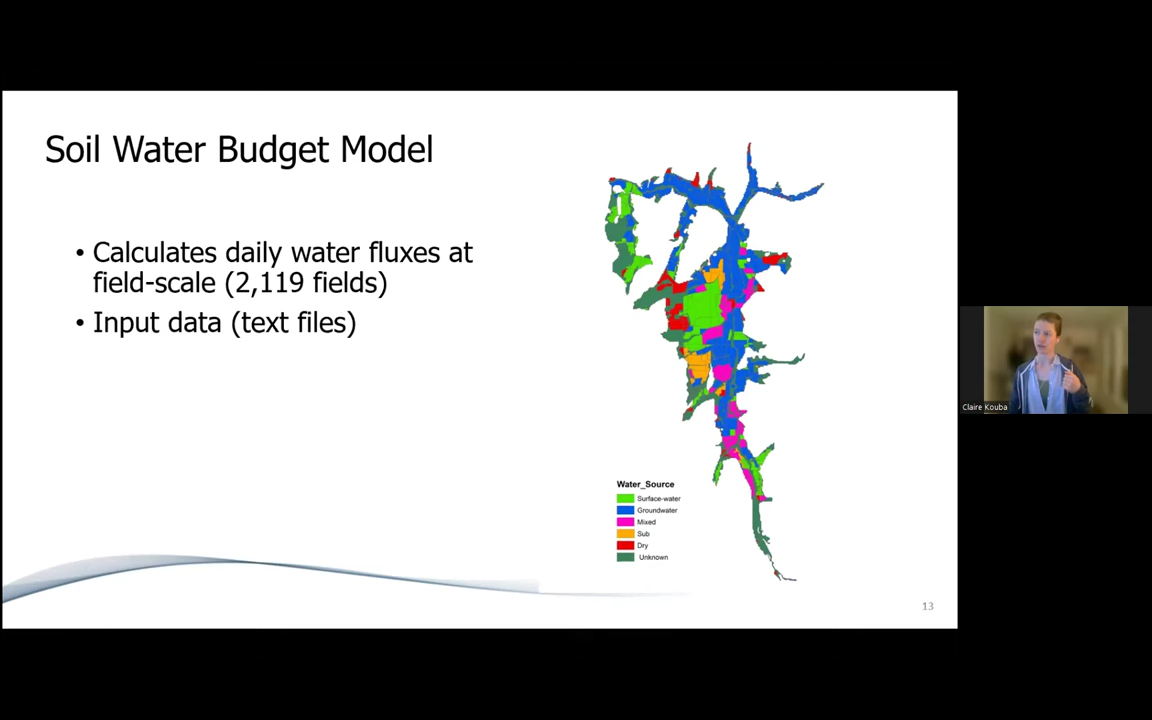 Soil Water Budget Model
• Calculates daily water fluxes at
field-scale (2,119 fields)
• Input data (text files)
Water_Source
Surface-water
Groundwater
Mixed
Sub
Dry
Unknown
13
Claire Kouba